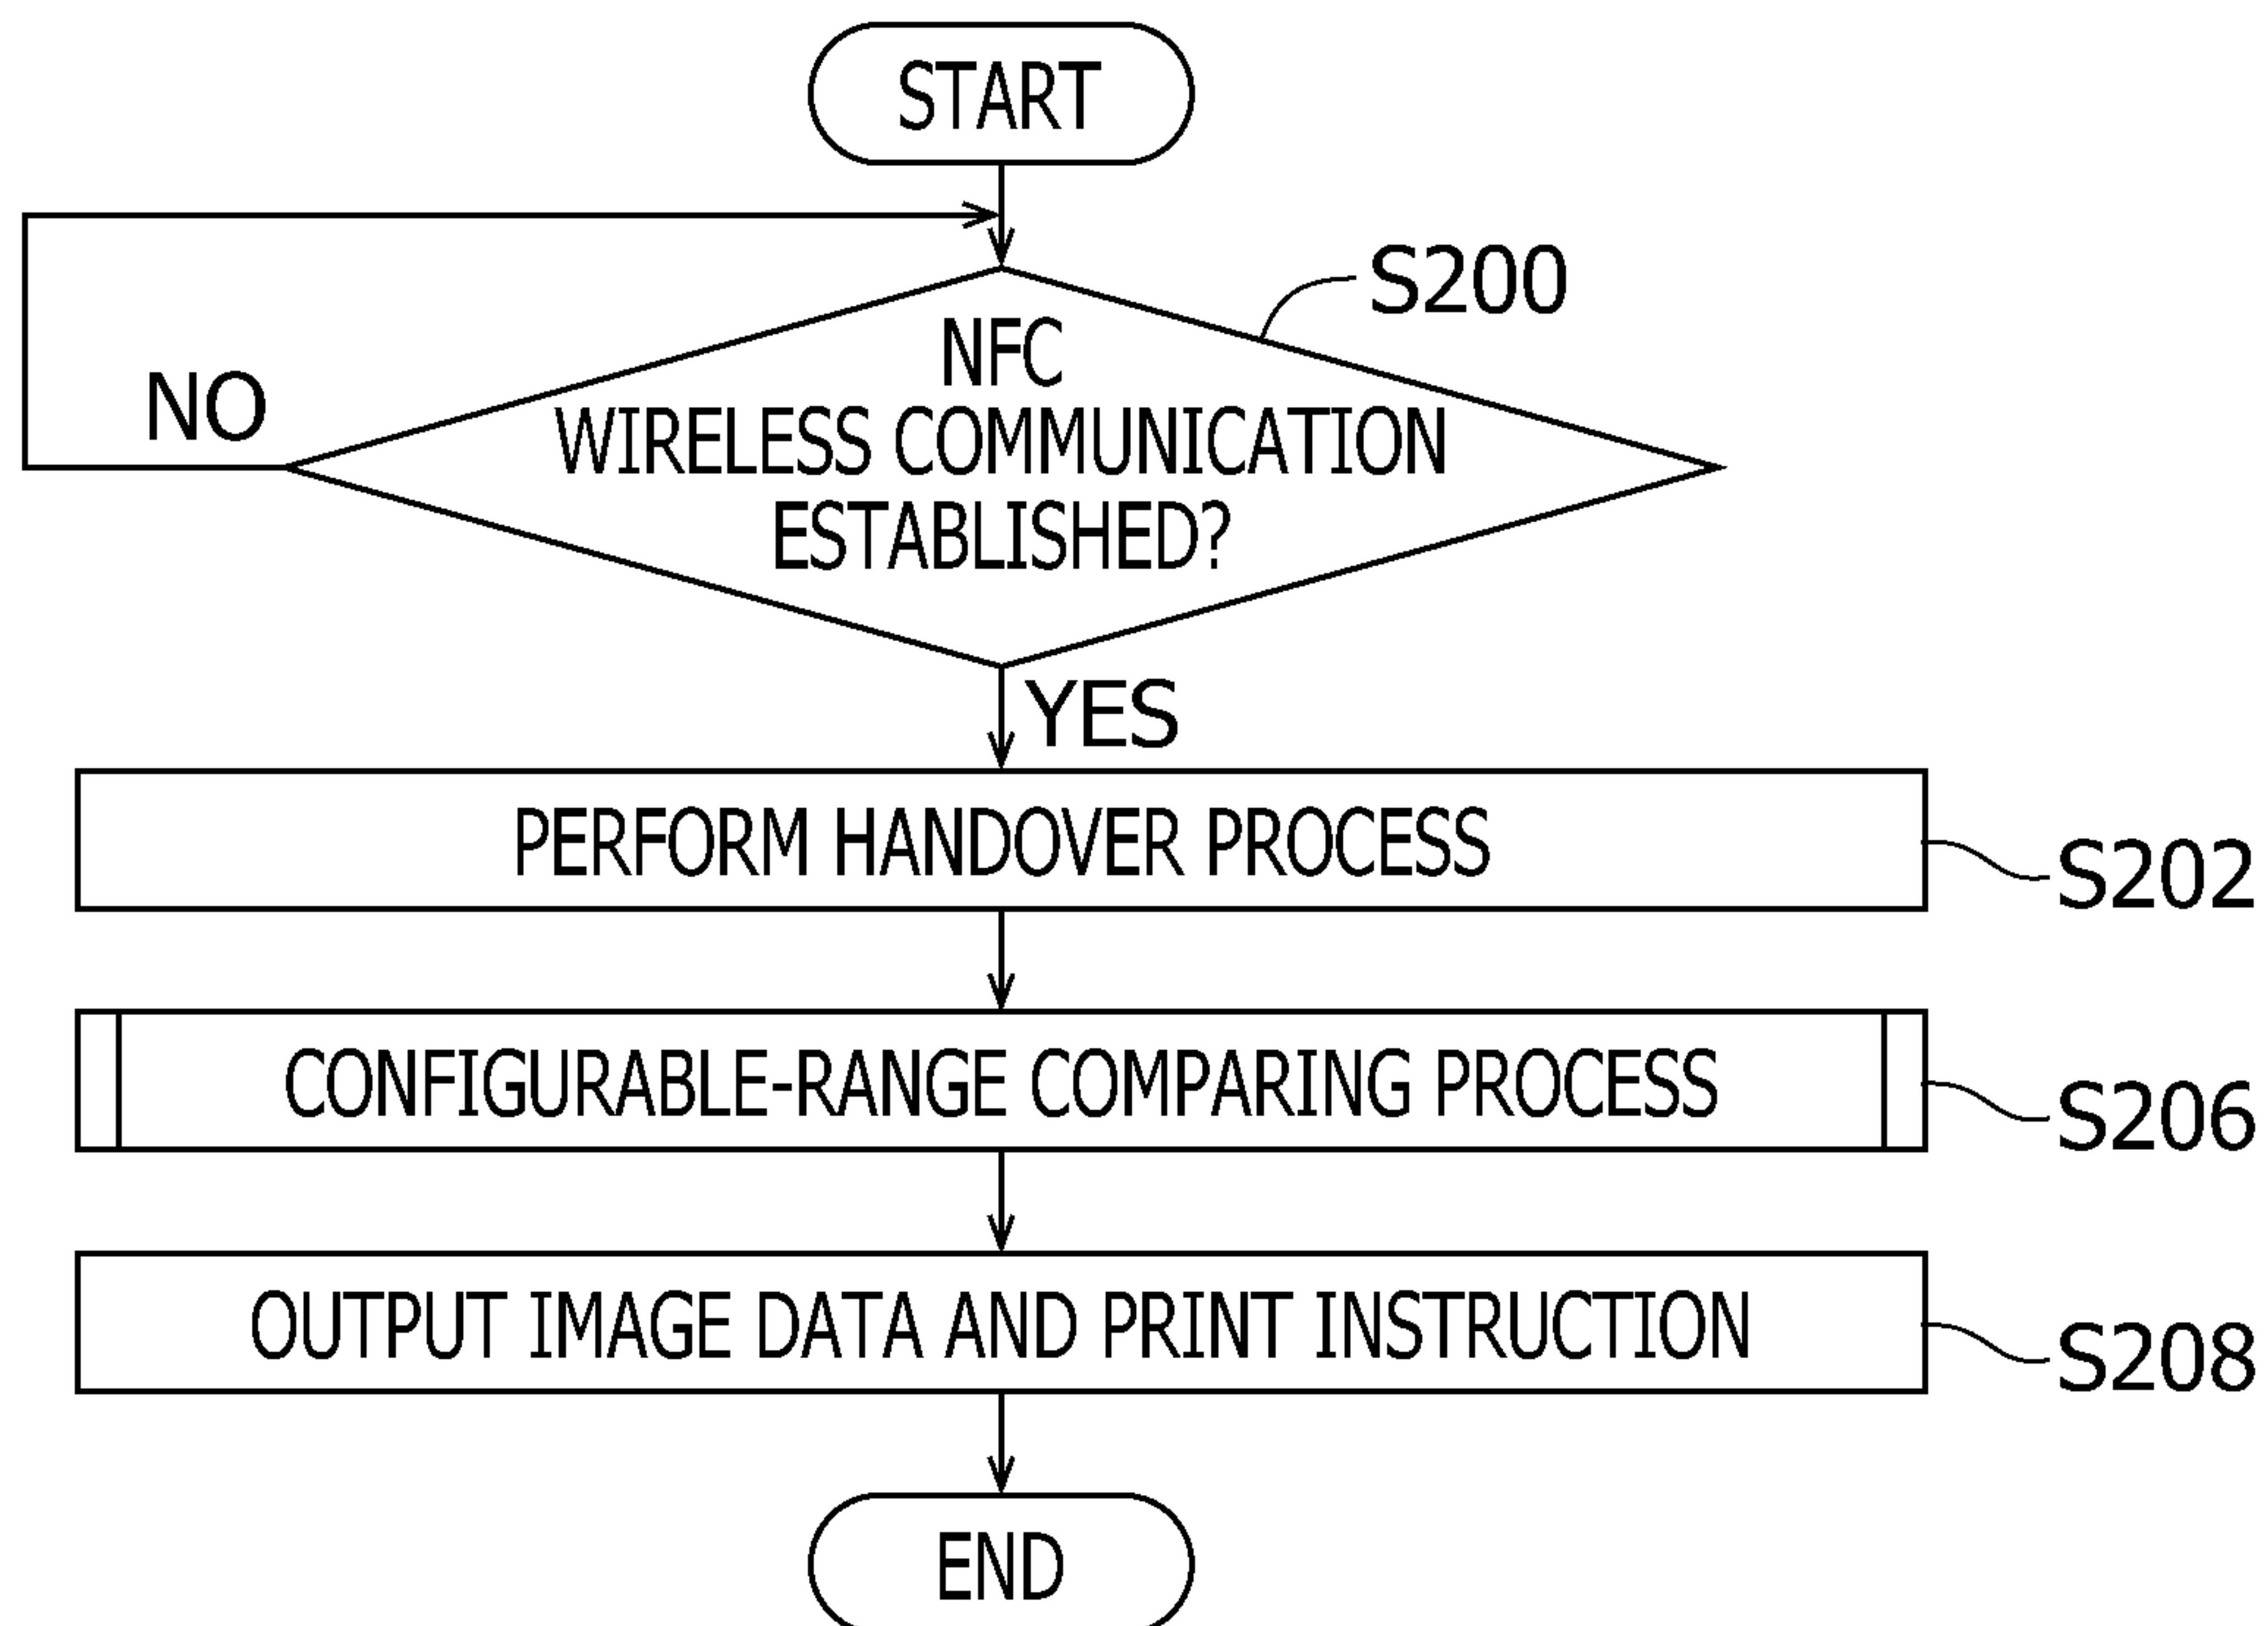 START
S200
NFC
WIRELESS COMMUNICATION
ESTABLISHED?
NO
YES
PERFORM HANDOVER PROCESS
S202
CONFIGURABLE-RANGE COMPARING PROCESS
S206
OUTPUT IMAGE DATA AND PRINT INSTRUCTION
S208
END